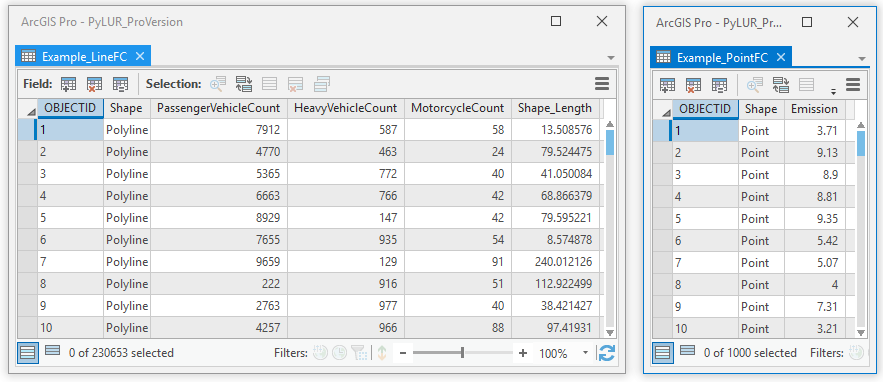 ArcGIS Pro - PyLUR_ProVersion
Example_LineFC
Field: Selection:
OBJECTID Shape PassengerVehicleCount HeavyVehicleCount MotorcycleCount Shape_Length
1 Polyline 7912 587 58 13.508576
2 Polyline 4770 463 24 79.524475
3 Polyline 5365 772 40 41.050084
4 Polyline 6663 766 42 68.866379
5 Polyline 8929 147 42 79.595221
6 Polyline 7655 935 54 8.574878
7 Polyline 9659 129 91 240.012126
8 Polyline 222 916 51 112.922499
9 Polyline 2763 977 40 38.421427
10 Polyline 4257 966 88 97.41931
0 of 230653 selected Filters: 100%
ArcGIS Pro - PyLUR_Pr...
Example_PointFC
OBJECTID Shape Emission
1 Point 3.71
2 Point 9.13
3 Point 8.9
4 Point 8.81
5 Point 9.35
6 Point 5.42
7 Point 5.07
8 Point 4
9 Point 7.31
10 Point 3.21
0 of 1000 selected Filters: